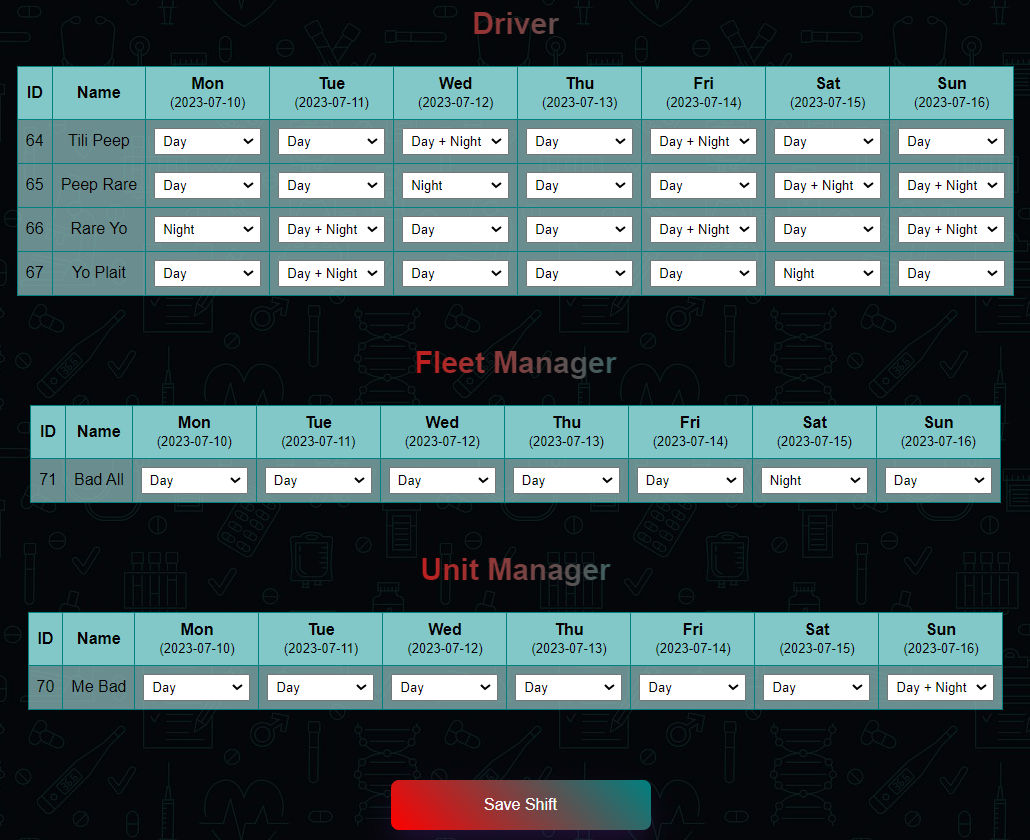 Driver
ID Name Mon Tue Wed Thu Fri Sat Sun
(2023-07-10) (2023-07-11) (2023-07-12) (2023-07-13) (2023-07-14) (2023-07-15) (2023-07-16)
64 Tili Peep Day Day Day + Night Day Day + Night Day Day
65 Peep Rare Day Day Night Day Day Day + Night Day + Night
66 Rare Yo Night Day + Night Day Day Day + Night Day Day + Night
67 Yo Plait Day Day + Night Day Day Day Night Day
Fleet Manager
ID Name Mon Tue Wed Thu Fri Sat Sun
(2023-07-10) (2023-07-11) (2023-07-12) (2023-07-13) (2023-07-14) (2023-07-15) (2023-07-16)
71 Bad All Day Day Day Day Day Night Day
Unit Manager
ID Name Mon Tue Wed Thu Fri Sat Sun
(2023-07-10) (2023-07-11) (2023-07-12) (2023-07-13) (2023-07-14) (2023-07-15) (2023-07-16)
70 Me Bad Day Day Day Day Day Day Day + Night
Save Shift